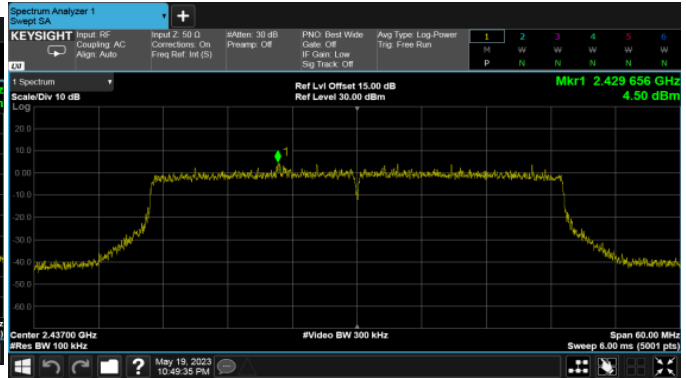 Spectrum Analyzer 1
Swept SA
+
KEYSIGHT Input: RF Input Z: 50 Ω #Atten: 30 dB PNO: Best Wide Avg Type: Log-Power 1 2 3 4 5 6
Coupling: AC Corrections: On Preamp: Off Gate: Off Trig: Free Run M W W W W W
Align: Auto Freq Ref: Int (S) IF Gain: Low
Sig Track: Off P N N N N N
LXI
1 Spectrum Ref Lvl Offset 15.00 dB Mkr1 2.429 656 GHz
Scale/Div 10 dB Ref Level 30.00 dBm 4.50 dBm
Log
20.0
10.0
1
0.00
-10.0
-20.0
-30.0
-40.0
-50.0
-60.0
Center 2.43700 GHz #Video BW 300 kHz Span 60.00 MHz
#Res BW 100 kHz Sweep 6.00 ms (5001 pts)
? May 19, 2023
10:49:35 PM